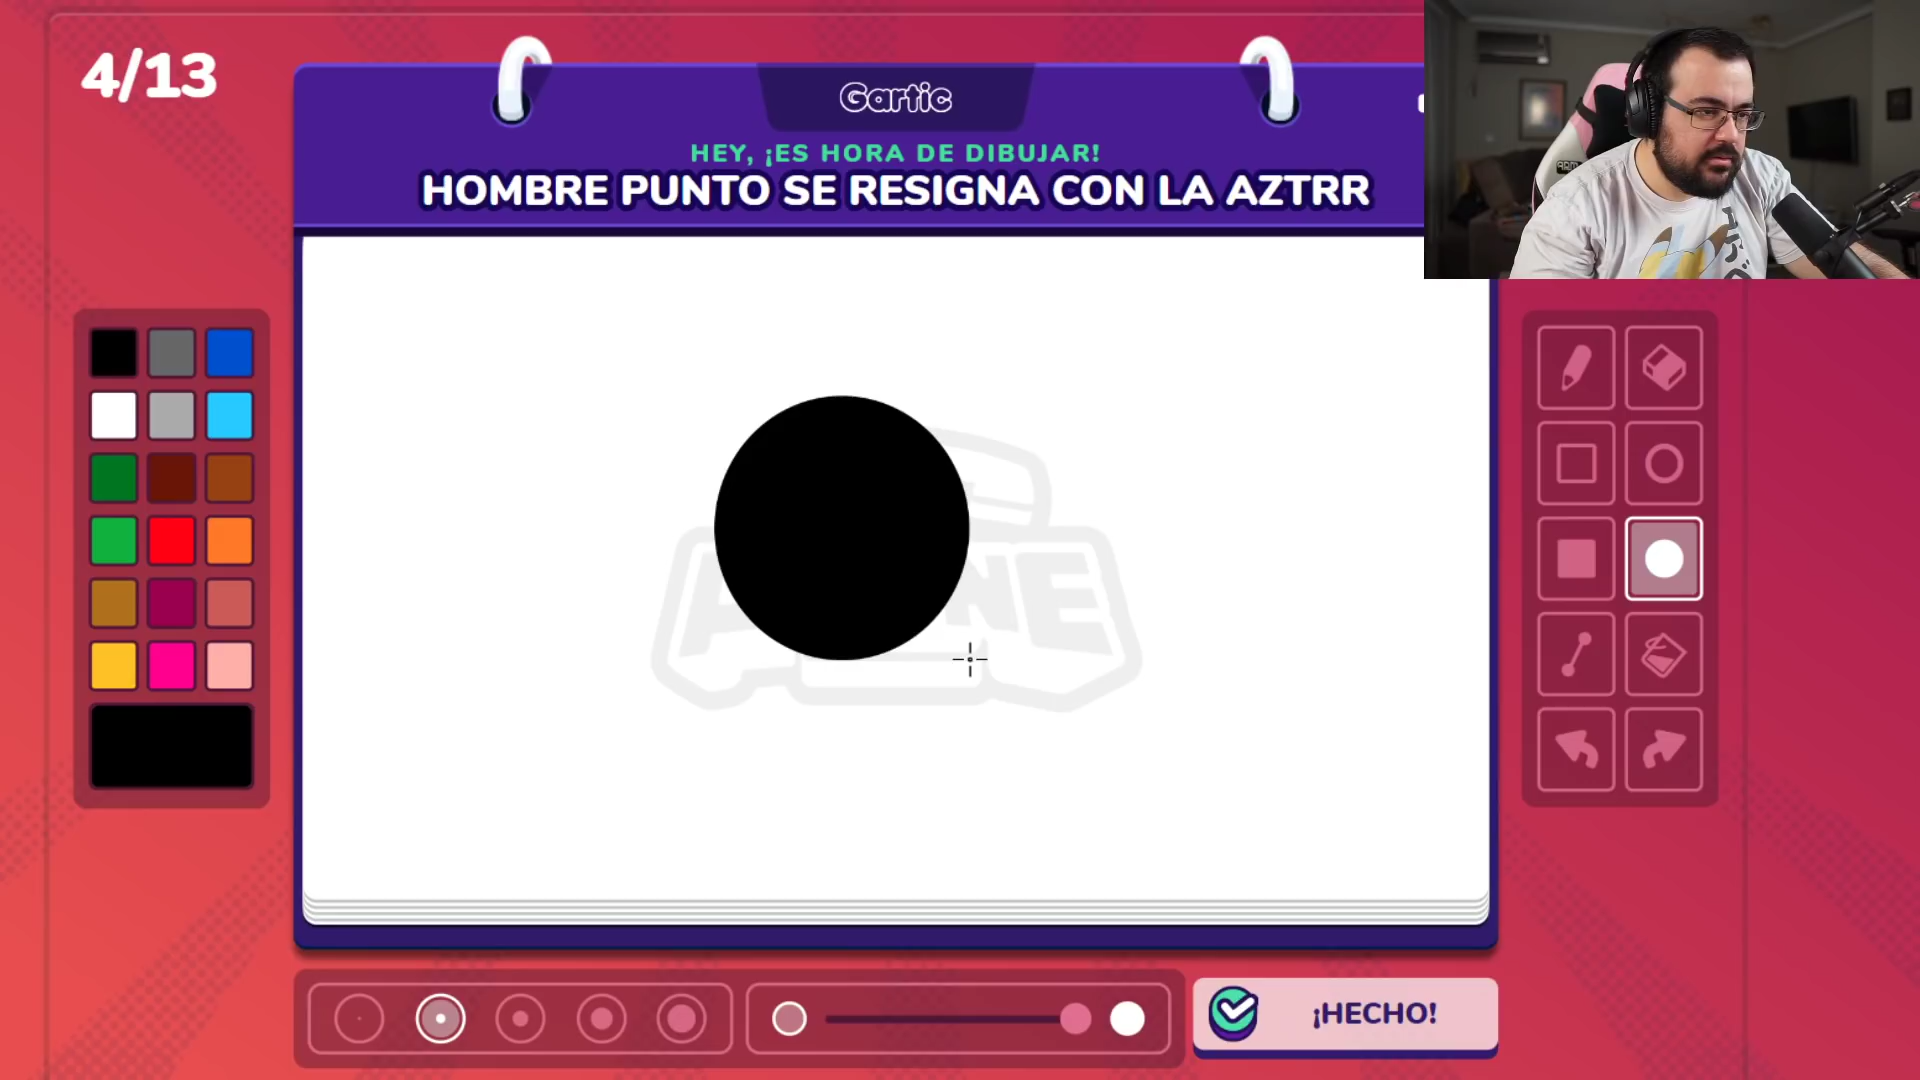 4/13
Gartic
HEY, ¡ES HORA DE DIBUJAR!
HOMBRE PUNTO SE RESIGNA CON LA AZTRR
¡HECHO!